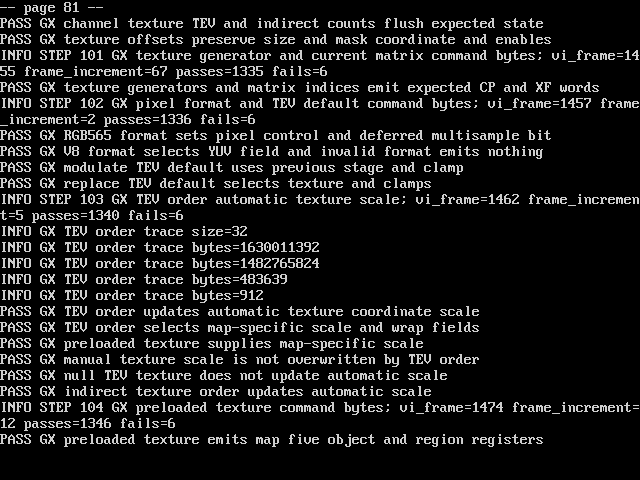 -- page 81 --
PASS GX channel texture TEV and indirect counts flush expected state
PASS GX texture offsets preserve size and mask coordinate and enables
INFO STEP 101 GX texture generator and current matrix command bytes; vi_frame=14
55 frame_increment=67 passes=1335 fails=6
PASS GX texture generators and matrix indices emit expected CP and XF words
INFO STEP 102 GX pixel format and TEV default command bytes; vi_frame=1457 fram
e_increment=2 passes=1336 fails=6
PASS GX RGB565 format sets pixel control and deferred multisample bit
PASS GX V8 format selects YUV field and invalid format emits nothing
PASS GX modulate TEV default uses previous stage and clamp
PASS GX replace TEV default selects texture and clamps
INFO STEP 103 GX TEV order automatic texture scale; vi_frame=1462 frame_incremen
t=5 passes=1340 fails=6
INFO GX TEV order trace size=32
INFO GX TEV order trace bytes=1630011392
INFO GX TEV order trace bytes=1482765824
INFO GX TEV order trace bytes=483639
INFO GX TEV order trace bytes=912
PASS GX TEV order updates automatic texture coordinate scale
PASS GX TEV order selects map-specific scale and wrap fields
PASS GX preloaded texture supplies map-specific scale
PASS GX manual texture scale is not overwritten by TEV order
PASS GX null TEV texture does not update automatic scale
PASS GX indirect texture order updates automatic scale
INFO STEP 104 GX preloaded texture command bytes; vi_frame=1474 frame_increment=
12 passes=1346 fails=6
PASS GX preloaded texture emits map five object and region registers